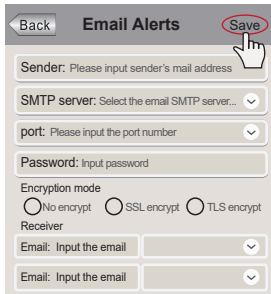 Back Email Alerts Save
Sender: Please input sender's mail address
SMTP server: Select the email SMTP server...
port: Please input the port number
Password: Input password
Encryption mode
No encrypt SSL encrypt TLS encrypt
Receiver
Email: Input the email
Email: Input the email